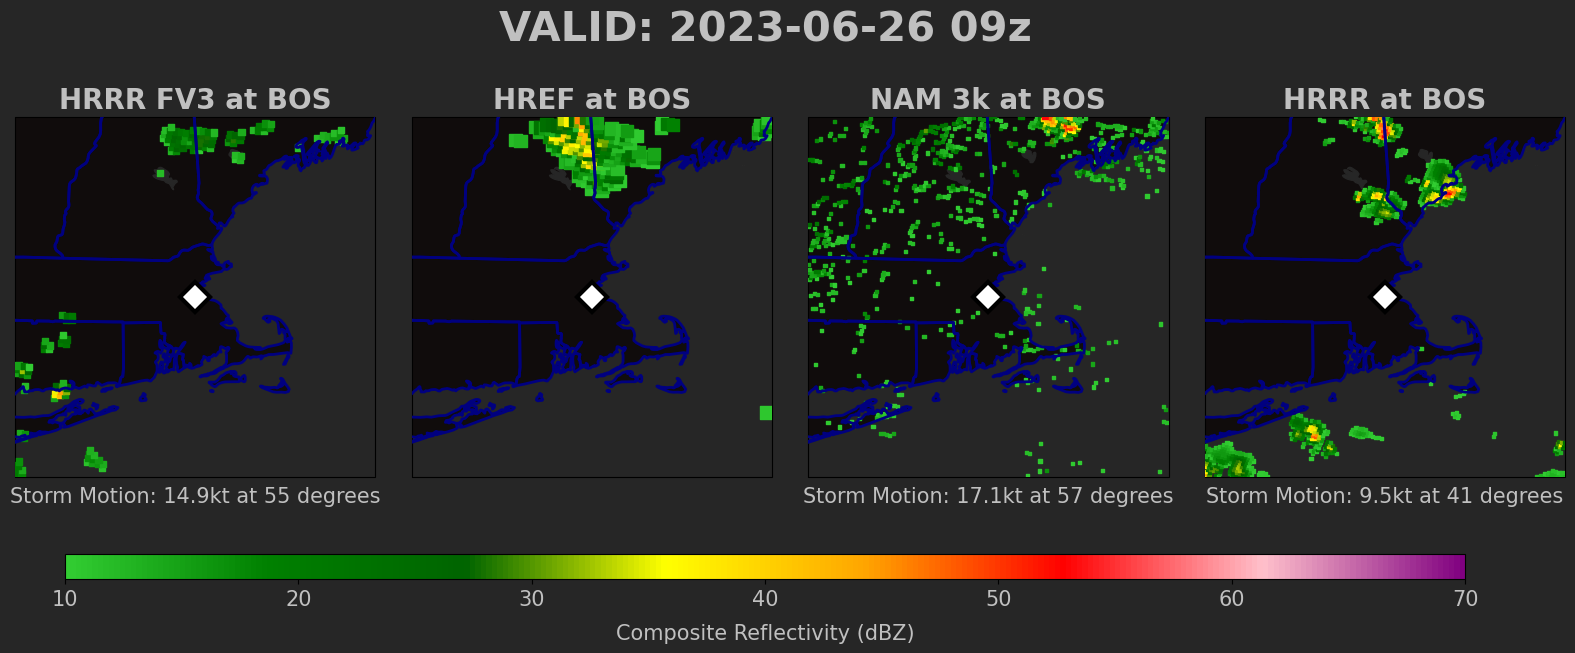 VALID: 2023-06-26 09z
HRRR FV3 at BOS
HREF at BOS
NAM 3k at BOS
HRRR at BOS
Storm Motion: 14.9kt at 55 degrees
Storm Motion: 17.1kt at 57 degrees
Storm Motion: 9.5kt at 41 degrees
10 20 30 40 50 60 70
Composite Reflectivity (dBZ)